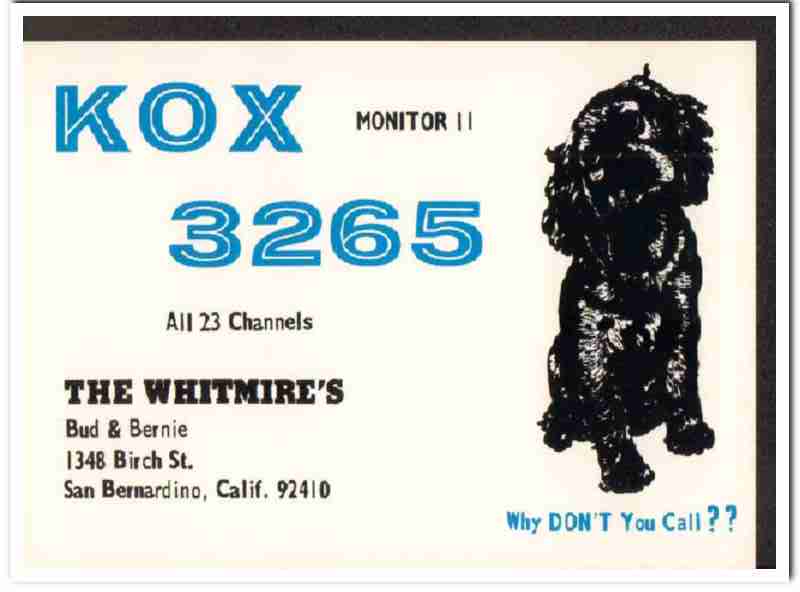 KOX
MONITOR 11
3265
All 23 Channels
THE WHITMIRE'S
Bud & Bernie
1348 Birch St.
San Bernardino, Calif. 92410
Why DON'T You Call??